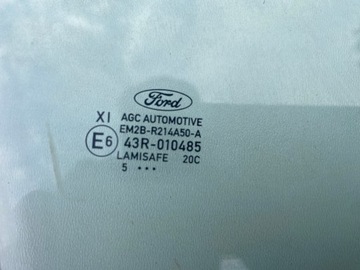 Ford
XI AGC AUTOMOTIVE
EM2B-R214A50-A
E6 43R-010485
LAMISAFE 20C
5 •••